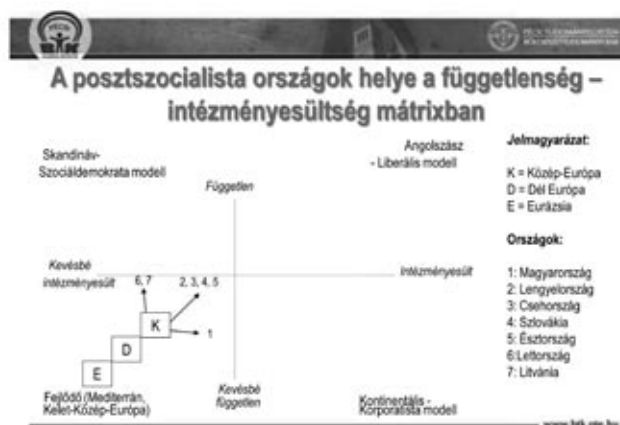 A posztszocialista országok helye a függetlenség –
intézményesültség mátrixban
Skandináv-
Szociáldemokrata modell
Angolszász
- Liberális modell
Független
Kevésbé
intézményesült
6, 7
2, 3, 4, 5
Intézményesült
K
1
D
E
Fejlődő (Mediterrán,
Kelet-Közép-Európa)
Kevésbé
független
Kontinentális -
Korporatista modell
Jelmagyarázat:
K = Közép-Európa
D = Dél Európa
E = Eurázsia
Országok:
1: Magyarország
2: Lengyelország
3: Csehország
4: Szlovákia
5: Észtország
6:Lettország
7: Litvánia